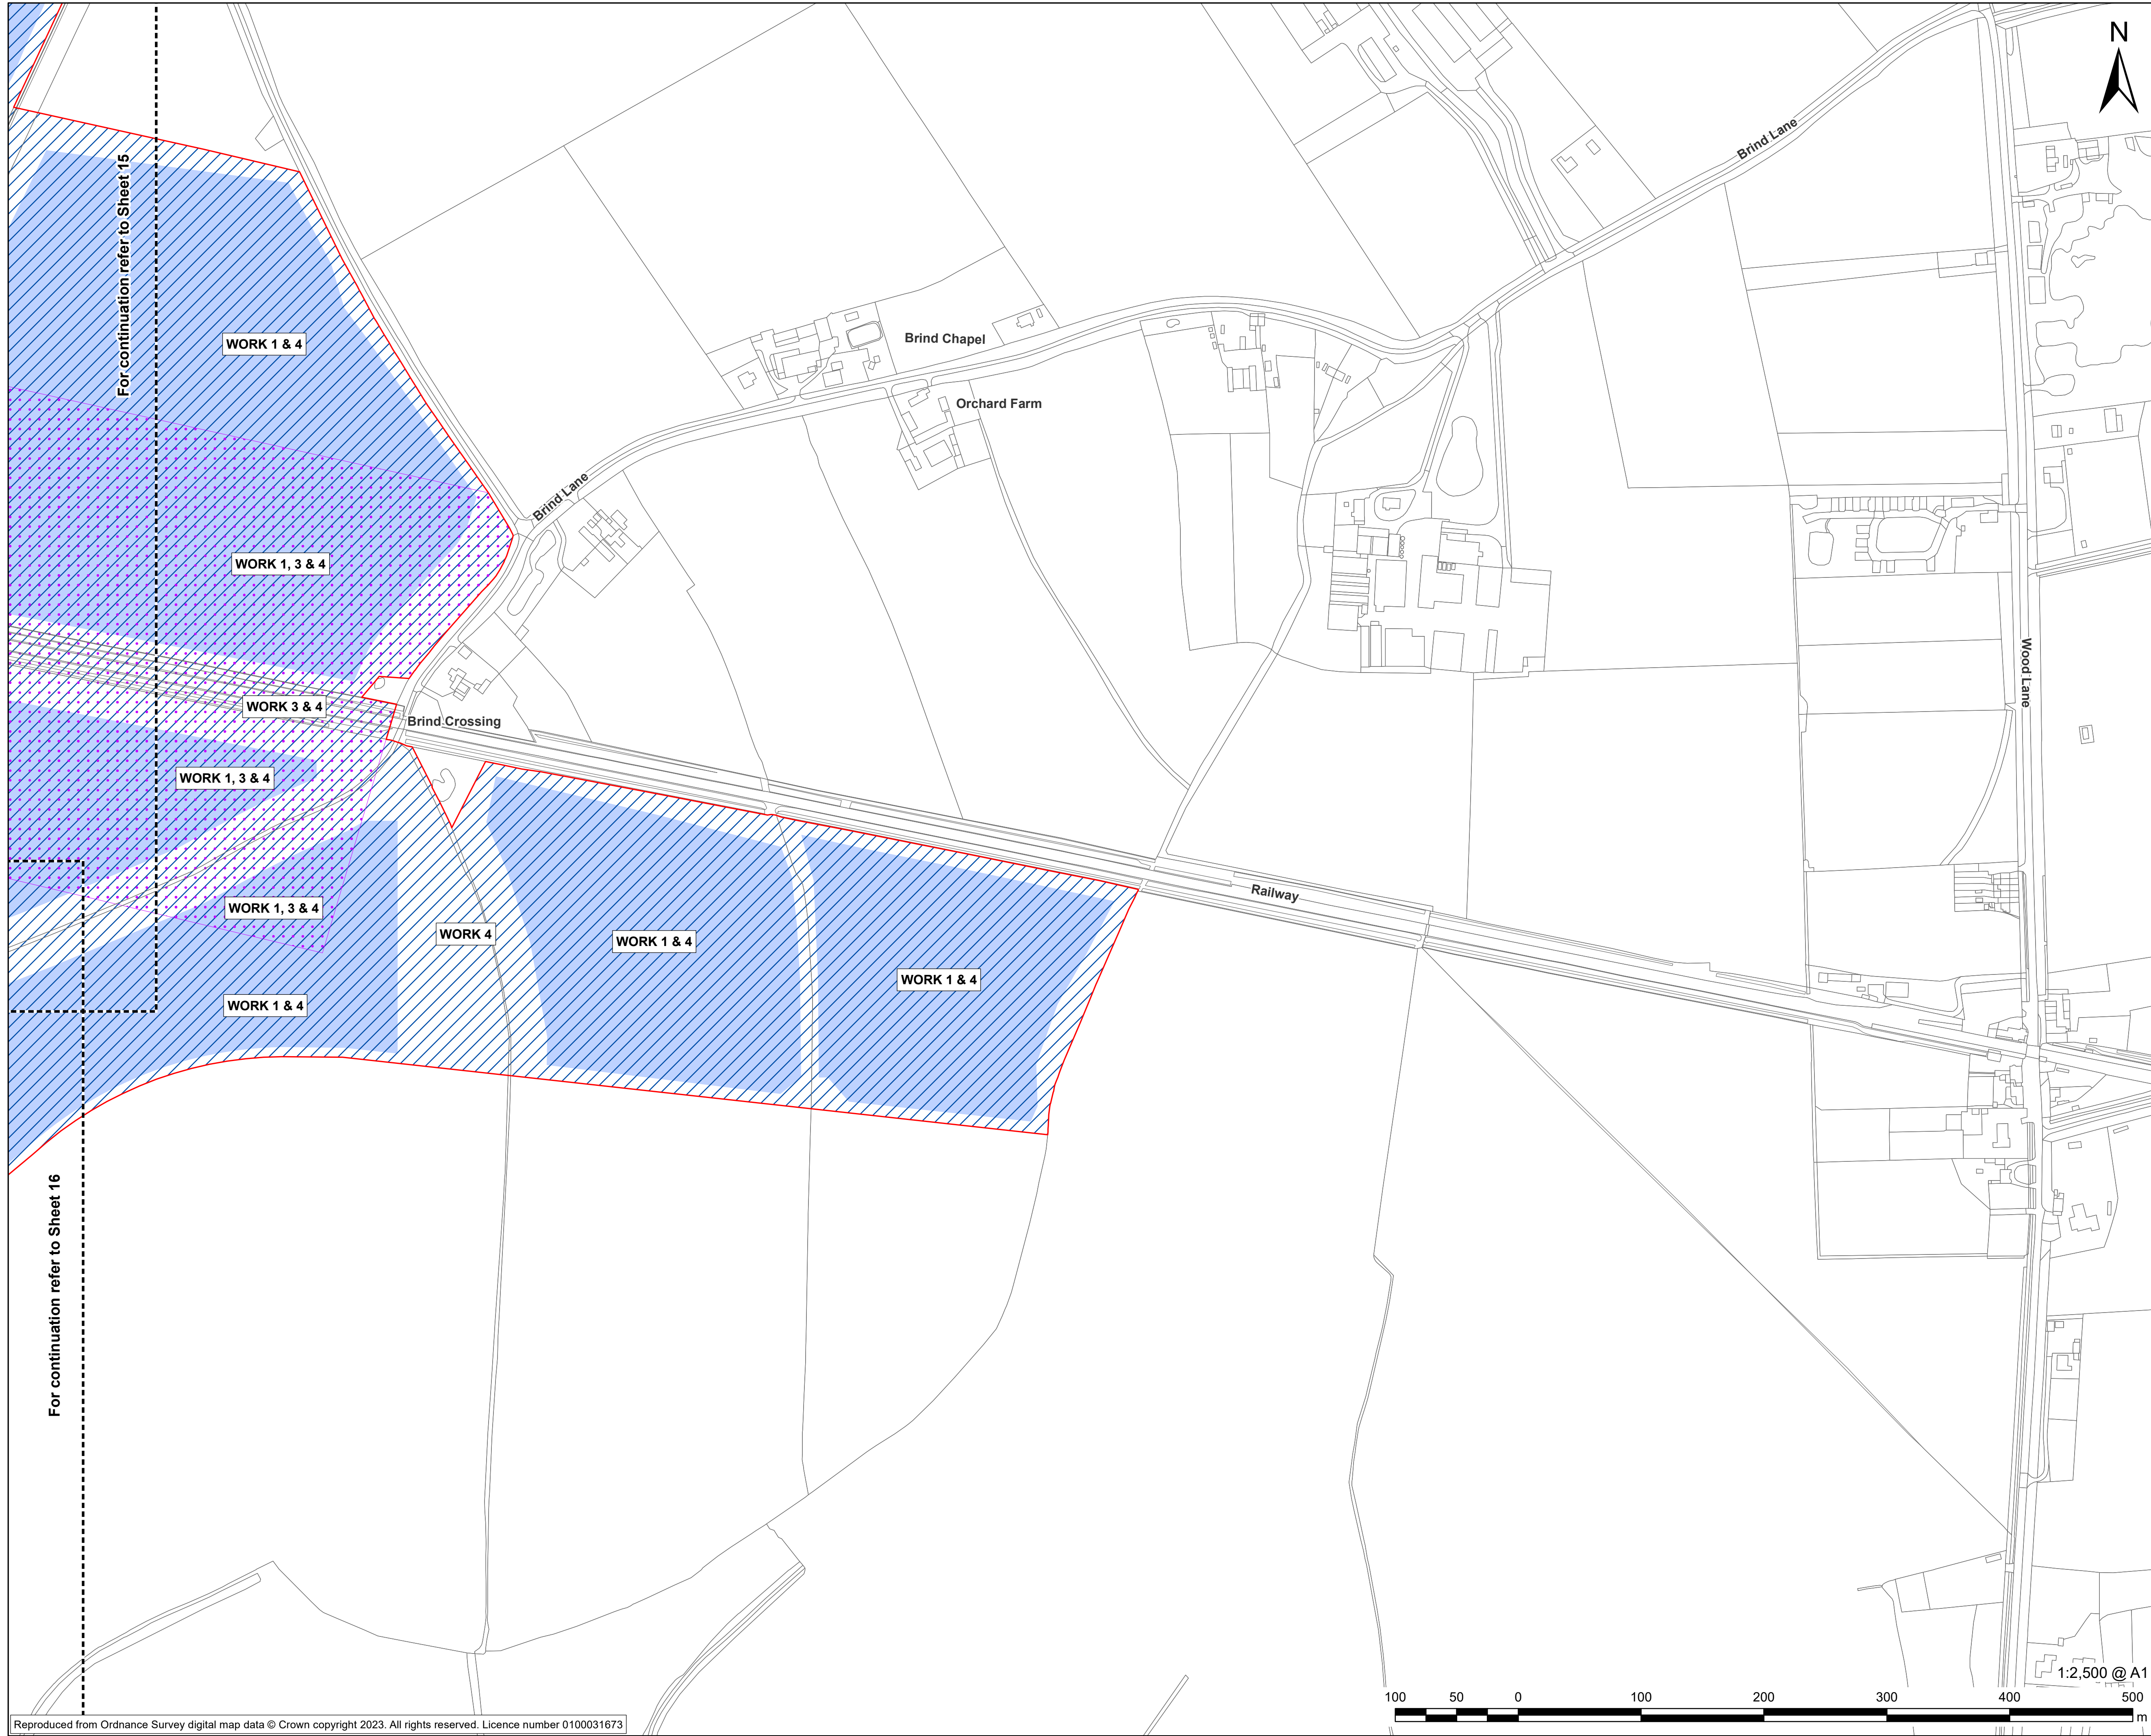 N
Brind Lane
For continuation refer to Sheet 15
WORK 1 & 4
Brind Chapel
Orchard Farm
Brind Lane
WORK 1, 3 & 4
Wood Lane
WORK 3 & 4
Brind Crossing
WORK 1, 3 & 4
Railway
WORK 1, 3 & 4
WORK 4
WORK 1 & 4
WORK 1 & 4
WORK 1 & 4
For continuation refer to Sheet 16
1:2,500 @ A1
100 50 0 100 200 300 400 500
m
Reproduced from Ordnance Survey digital map data © Crown copyright 2023. All rights reserved. Licence number 0100031673